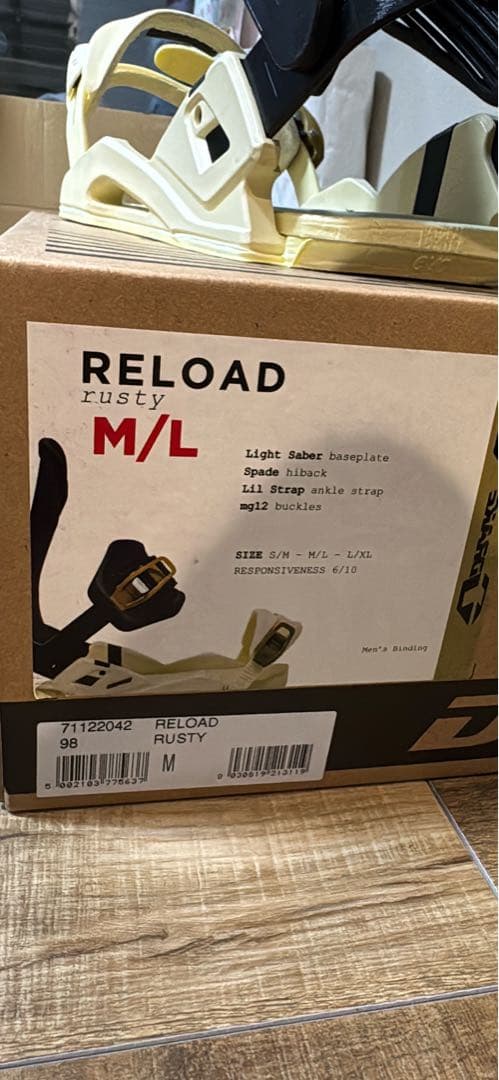 RELOAD
rusty
M/L
Light Saber baseplate
Spade hiback
Lil Strap ankle strap
mg12 buckles
SIZE S/M - M/L - L/XL
RESPONSIVENESS 6/10
Men's Binding
71122042 RELOAD
98 RUSTY
M